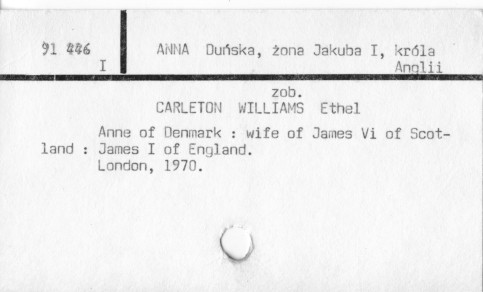 91 446 ANNA Duńska, żona Jakuba I, króla
I Anglii
zob.
CARLETON WILLIAMS Ethel
Anne of Denmark : wife of James Vi of Scot-
land : James I of England.
London, 1970.